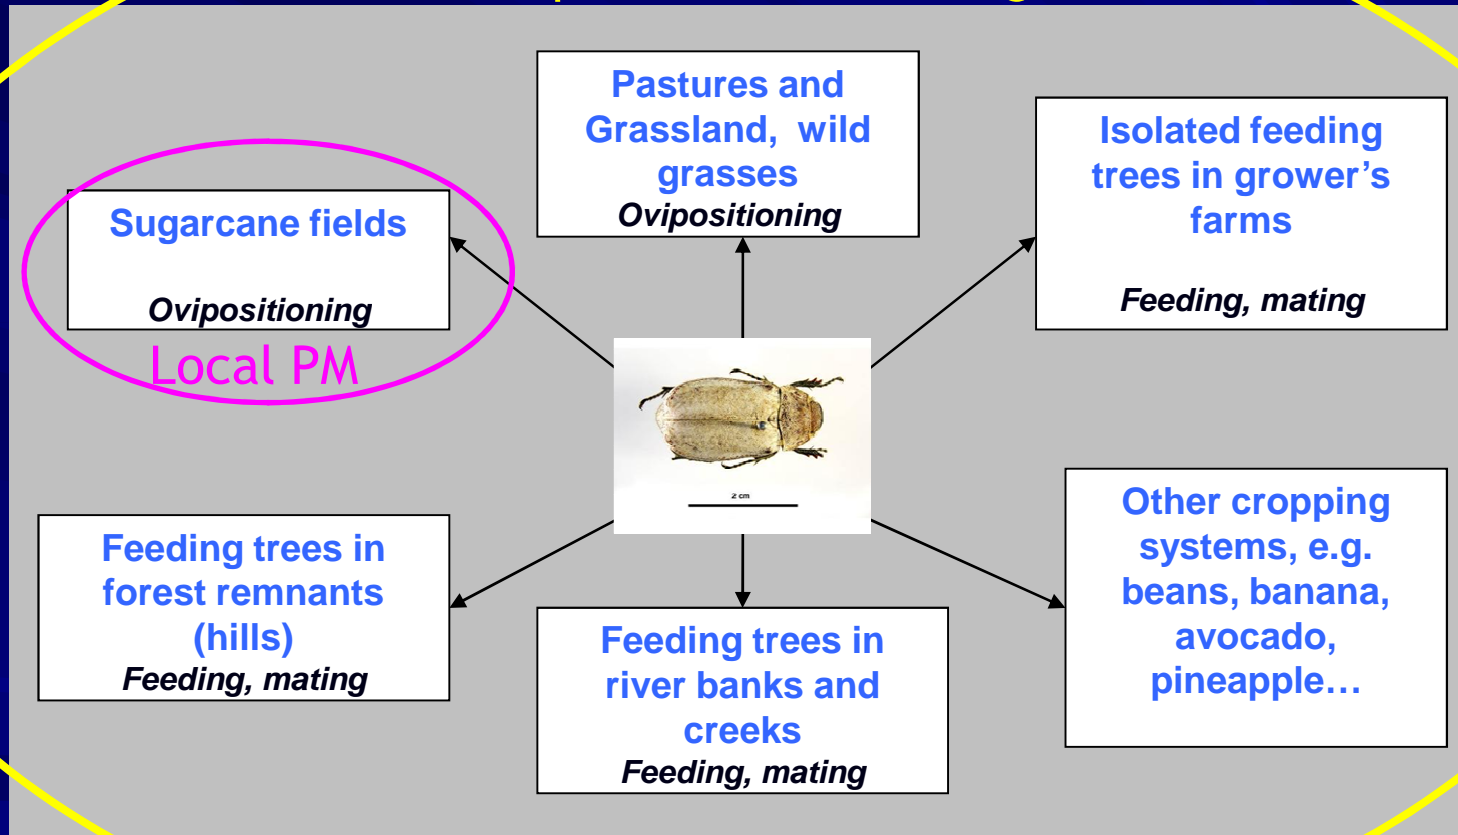 Pastures and
Grassland, wild
grasses
Ovipositioning
Isolated feeding
trees in grower’s
farms
Feeding, mating
Sugarcane fields
Ovipositioning
Local PM
2 cm
Feeding trees in
forest remnants
(hills)
Feeding, mating
Feeding trees in
river banks and
creeks
Feeding, mating
Other cropping
systems, e.g.
beans, banana,
avocado,
pineapple…